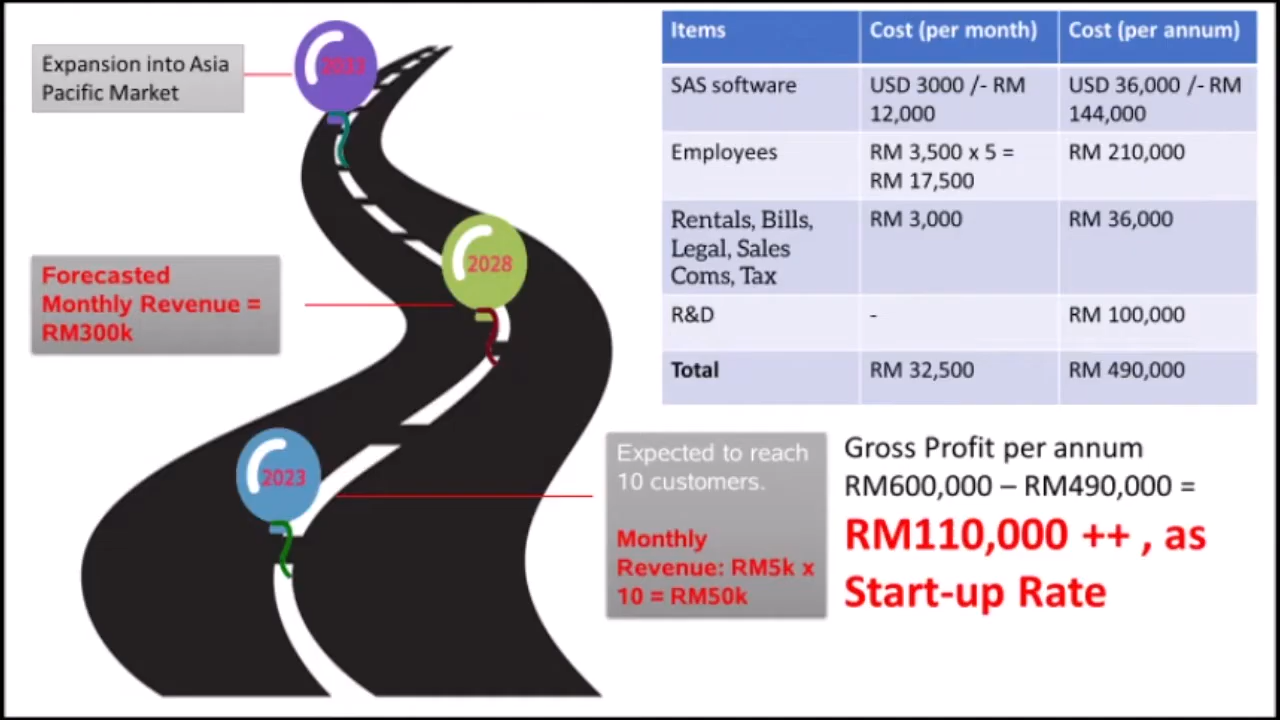 Expansion into Asia
Pacific Market
2028
Forecasted
Monthly Revenue =
RM300k
2023
Expected to reach
10 customers.
Monthly
Revenue: RM5k x
10 = RM50k
Items Cost (per month) Cost (per annum)
SAS software USD 3000 /- RM USD 36,000 /- RM
12,000 144,000
Employees RM 3,500 x 5 = RM 210,000
RM 17,500
Rentals, Bills, RM 3,000 RM 36,000
Legal, Sales
Coms, Tax
R&D - RM 100,000
Total RM 32,500 RM 490,000
Gross Profit per annum
RM600,000 – RM490,000 =
RM110,000 ++ , as
Start-up Rate